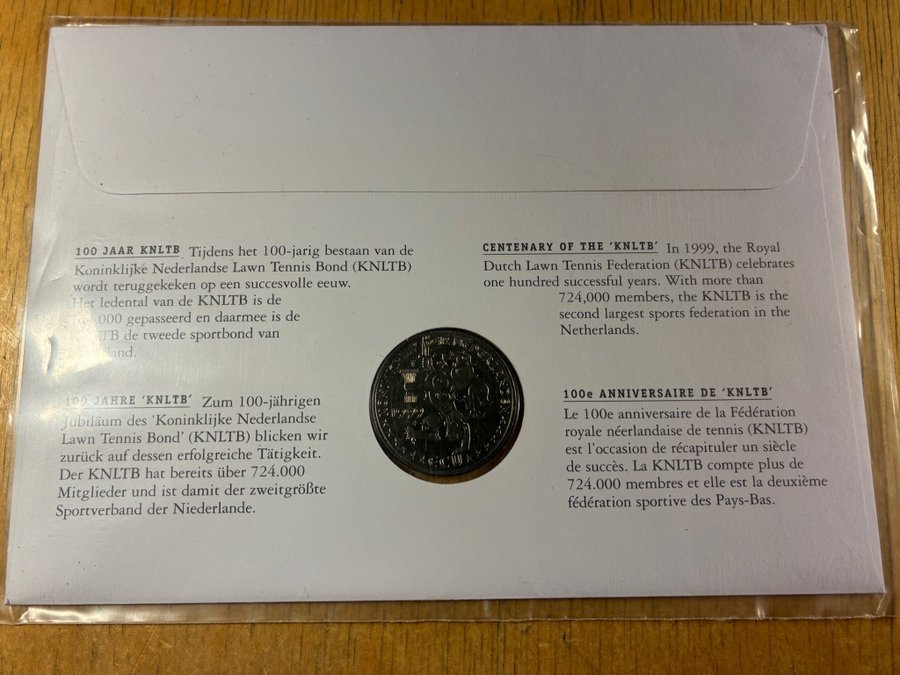 100 JAAR KNLTB Tijdens het 100-jarig bestaan van de
Koninklijke Nederlandse Lawn Tennis Bond (KNLTB)
wordt teruggekeken op een succesvolle eeuw.
Het ledental van de KNLTB is de
000 gepasseerd en daarmee is de
de tweede sportbond van
100 JAHRE 'KNLTB' Zum 100-jährigen
Jubiläum des 'Koninklijke Nederlandse
Lawn Tennis Bond' (KNLTB) blicken wir
zurück auf dessen erfolgreiche Tätigkeit.
Der KNLTB hat bereits über 724.000
Mitglieder und ist damit der zweitgrößte
Sportverband der Niederlande.
CENTENARY OF THE 'KNLTB' In 1999, the Royal
Dutch Lawn Tennis Federation (KNLTB) celebrates
one hundred successful years. With more than
724,000 members, the KNLTB is the
second largest sports federation in the
Netherlands.
100e ANNIVERSAIRE DE 'KNLTB'
Le 100e anniversaire de la Fédération
royale néerlandaise de tennis (KNLTB)
est l'occasion de récapituler un siècle
de succès. La KNLTB compte plus de
724.000 membres et elle est la deuxième
fédération sportive des Pays-Bas.